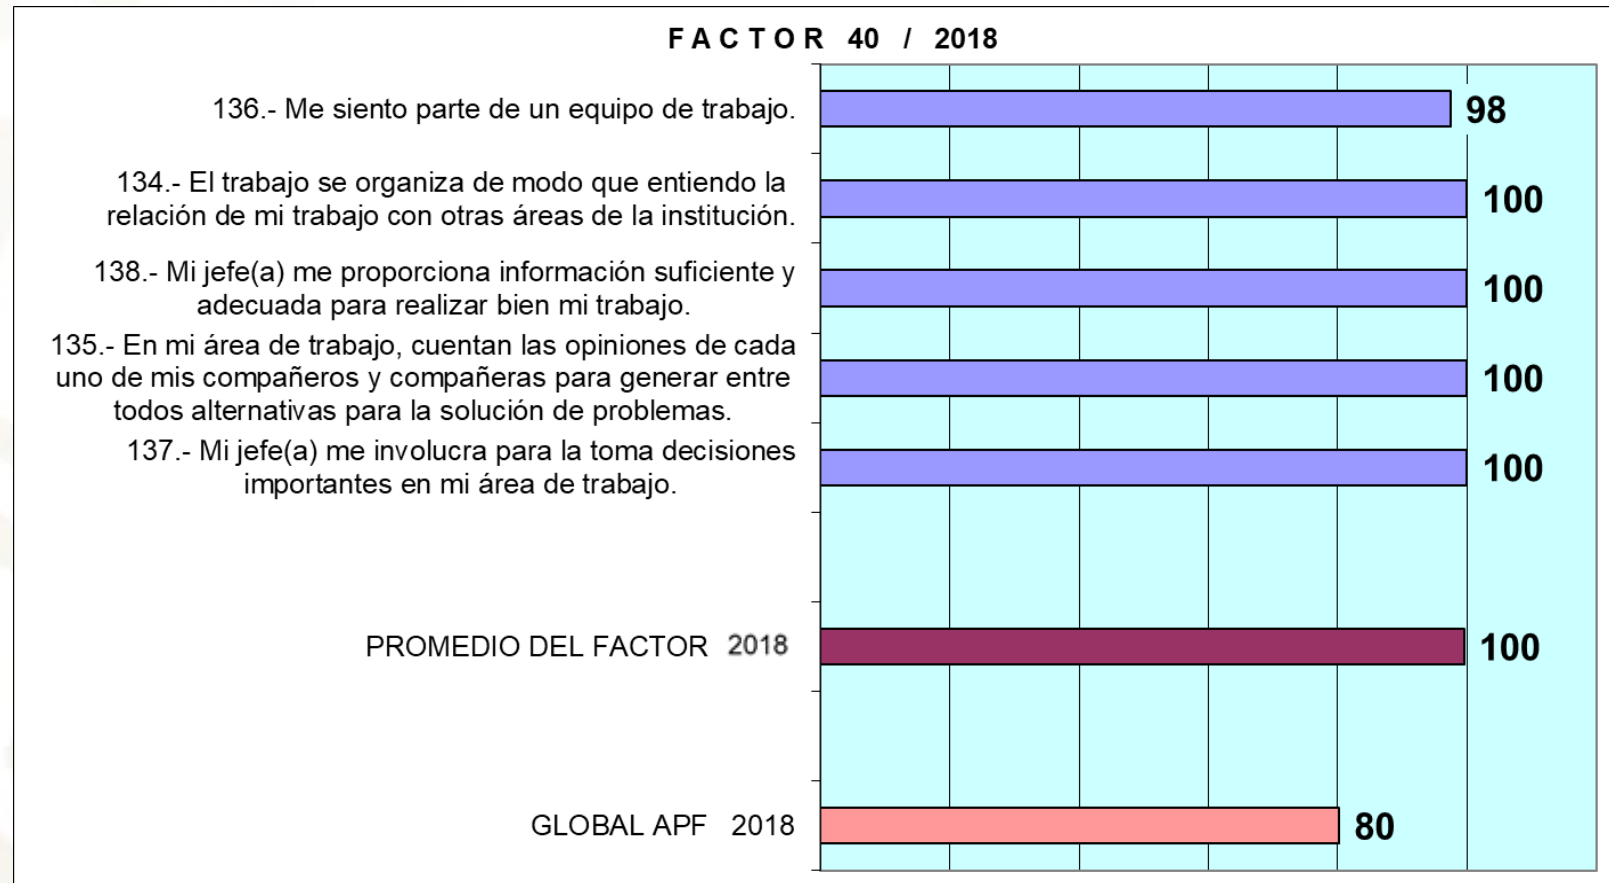 FACTOR 40 / 2018
136.- Me siento parte de un equipo de trabajo.
98
134.- El trabajo se organiza de modo que entiendo la
relación de mi trabajo con otras áreas de la institución.
100
138.- Mi jefe(a) me proporciona información suficiente y
adecuada para realizar bien mi trabajo.
100
135.- En mi área de trabajo, cuentan las opiniones de cada
uno de mis compañeros y compañeras para generar entre
todos alternativas para la solución de problemas.
100
137.- Mi jefe(a) me involucra para la toma decisiones
importantes en mi área de trabajo.
100
PROMEDIO DEL FACTOR 2018
100
GLOBAL APF 2018
80